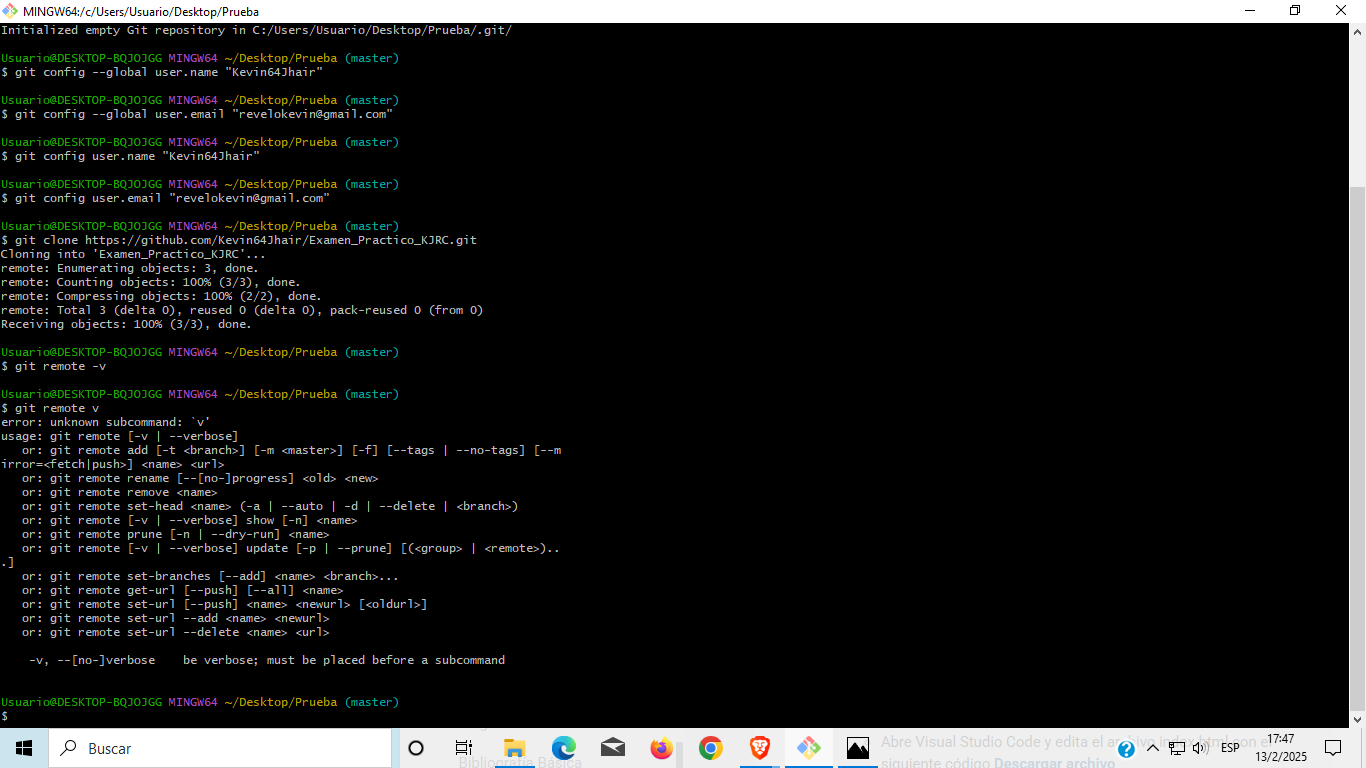 MINGW64:/c/Users/Usuario/Desktop/Prueba
Initialized empty Git repository in C:/Users/Usuario/Desktop/Prueba/.git/
Usuario@DESKTOP-BQJOJGG MINGW64 ~/Desktop/Prueba (master)
$ git config --global user.name "Kevin64Jhair"
Usuario@DESKTOP-BQJOJGG MINGW64 ~/Desktop/Prueba (master)
$ git config --global user.email "revelokevin@gmail.com"
Usuario@DESKTOP-BQJOJGG MINGW64 ~/Desktop/Prueba (master)
$ git config user.name "Kevin64Jhair"
Usuario@DESKTOP-BQJOJGG MINGW64 ~/Desktop/Prueba (master)
$ git config user.email "revelokevin@gmail.com"
Usuario@DESKTOP-BQJOJGG MINGW64 ~/Desktop/Prueba (master)
$ git clone https://github.com/Kevin64Jhair/Examen_Practico_KJRC.git
Cloning into 'Examen_Practico_KJRC'...
remote: Enumerating objects: 3, done.
remote: Counting objects: 100% (3/3), done.
remote: Compressing objects: 100% (2/2), done.
remote: Total 3 (delta 0), reused 0 (delta 0), pack-reused 0 (from 0)
Receiving objects: 100% (3/3), done.
Usuario@DESKTOP-BQJOJGG MINGW64 ~/Desktop/Prueba (master)
$ git remote -v
Usuario@DESKTOP-BQJOJGG MINGW64 ~/Desktop/Prueba (master)
$ git remote v
error: unknown subcommand: `v'
usage: git remote [-v | --verbose]
or: git remote add [-t <branch>] [-m <master>] [-f] [--tags | --no-tags] [--m
irror=<fetch|push>] <name> <url>
or: git remote rename [--[no-]progress] <old> <new>
or: git remote remove <name>
or: git remote set-head <name> (-a | --auto | -d | --delete | <branch>)
or: git remote [-v | --verbose] show [-n] <name>
or: git remote prune [-n | --dry-run] <name>
or: git remote [-v | --verbose] update [-p | --prune] [(<group> | <remote>)..
.]
or: git remote set-branches [--add] <name> <branch>...
or: git remote get-url [--push] [--all] <name>
or: git remote set-url [--push] <name> <newurl> [<oldurl>]
or: git remote set-url --add <name> <newurl>
or: git remote set-url --delete <name> <url>
-v, --[no-]verbose    be verbose; must be placed before a subcommand
Usuario@DESKTOP-BQJOJGG MINGW64 ~/Desktop/Prueba (master)
$
Buscar
Bibliografía Básica
Abre Visual Studio Code y edita el archivo index.html con el
siguiente código Descargar archivo
ESP
17:47
13/2/2025